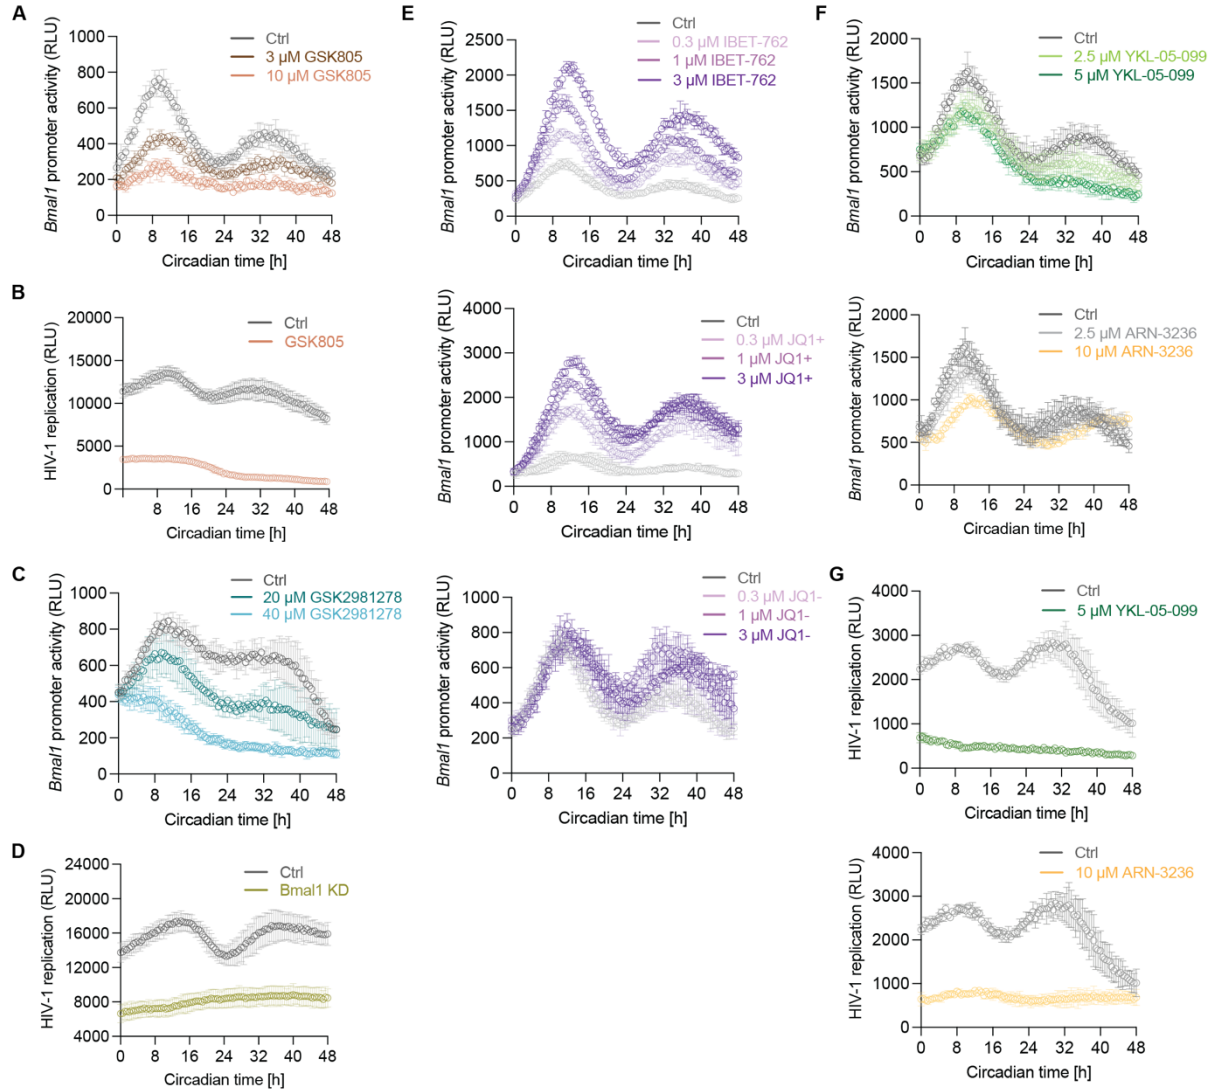 A
Bmal1 promoter activity (RLU)
1000
800
600
400
200
0
Ctrl
3 µM GSK805
10 µM GSK805
0 8 16 24 32 40 48
Circadian time [h]
B
HIV-1 replication (RLU)
20000
15000
10000
5000
0
Ctrl
GSK805
0 8 16 24 32 40 48
Circadian time [h]
C
Bmal1 promoter activity (RLU)
1000
800
600
400
200
0
Ctrl
20 µM GSK2981278
40 µM GSK2981278
0 8 16 24 32 40 48
Circadian time [h]
D
HIV-1 replication (RLU)
24000
20000
16000
12000
8000
4000
Ctrl
Bmal1 KD
0 8 16 24 32 40 48
Circadian time [h]
E
Bmal1 promoter activity (RLU)
2500
2000
1500
1000
500
0
Ctrl
0.3 µM IBET-762
1 µM IBET-762
3 µM IBET-762
0 8 16 24 32 40 48
Circadian time [h]
Bmal1 promoter activity (RLU)
4000
3000
2000
1000
0
Ctrl
0.3 µM JQ1+
1 µM JQ1+
3 µM JQ1+
0 8 16 24 32 40 48
Circadian time [h]
Bmal1 promoter activity (RLU)
1000
800
600
400
200
0
Ctrl
0.3 µM JQ1-
1 µM JQ1-
3 µM JQ1-
0 8 16 24 32 40 48
Circadian time [h]
F
Bmal1 promoter activity (RLU)
2000
1500
1000
500
0
Ctrl
2.5 µM YKL-05-099
5 µM YKL-05-099
0 8 16 24 32 40 48
Circadian time [h]
Bmal1 promoter activity (RLU)
2000
1500
1000
500
0
Ctrl
2.5 µM ARN-3236
10 µM ARN-3236
0 8 16 24 32 40 48
Circadian time [h]
G
HIV-1 replication (RLU)
4000
3000
2000
1000
0
Ctrl
5 µM YKL-05-099
0 8 16 24 32 40 48
Circadian time [h]
HIV-1 replication (RLU)
4000
3000
2000
1000
0
Ctrl
10 µM ARN-3236
0 8 16 24 32 40 48
Circadian time [h]